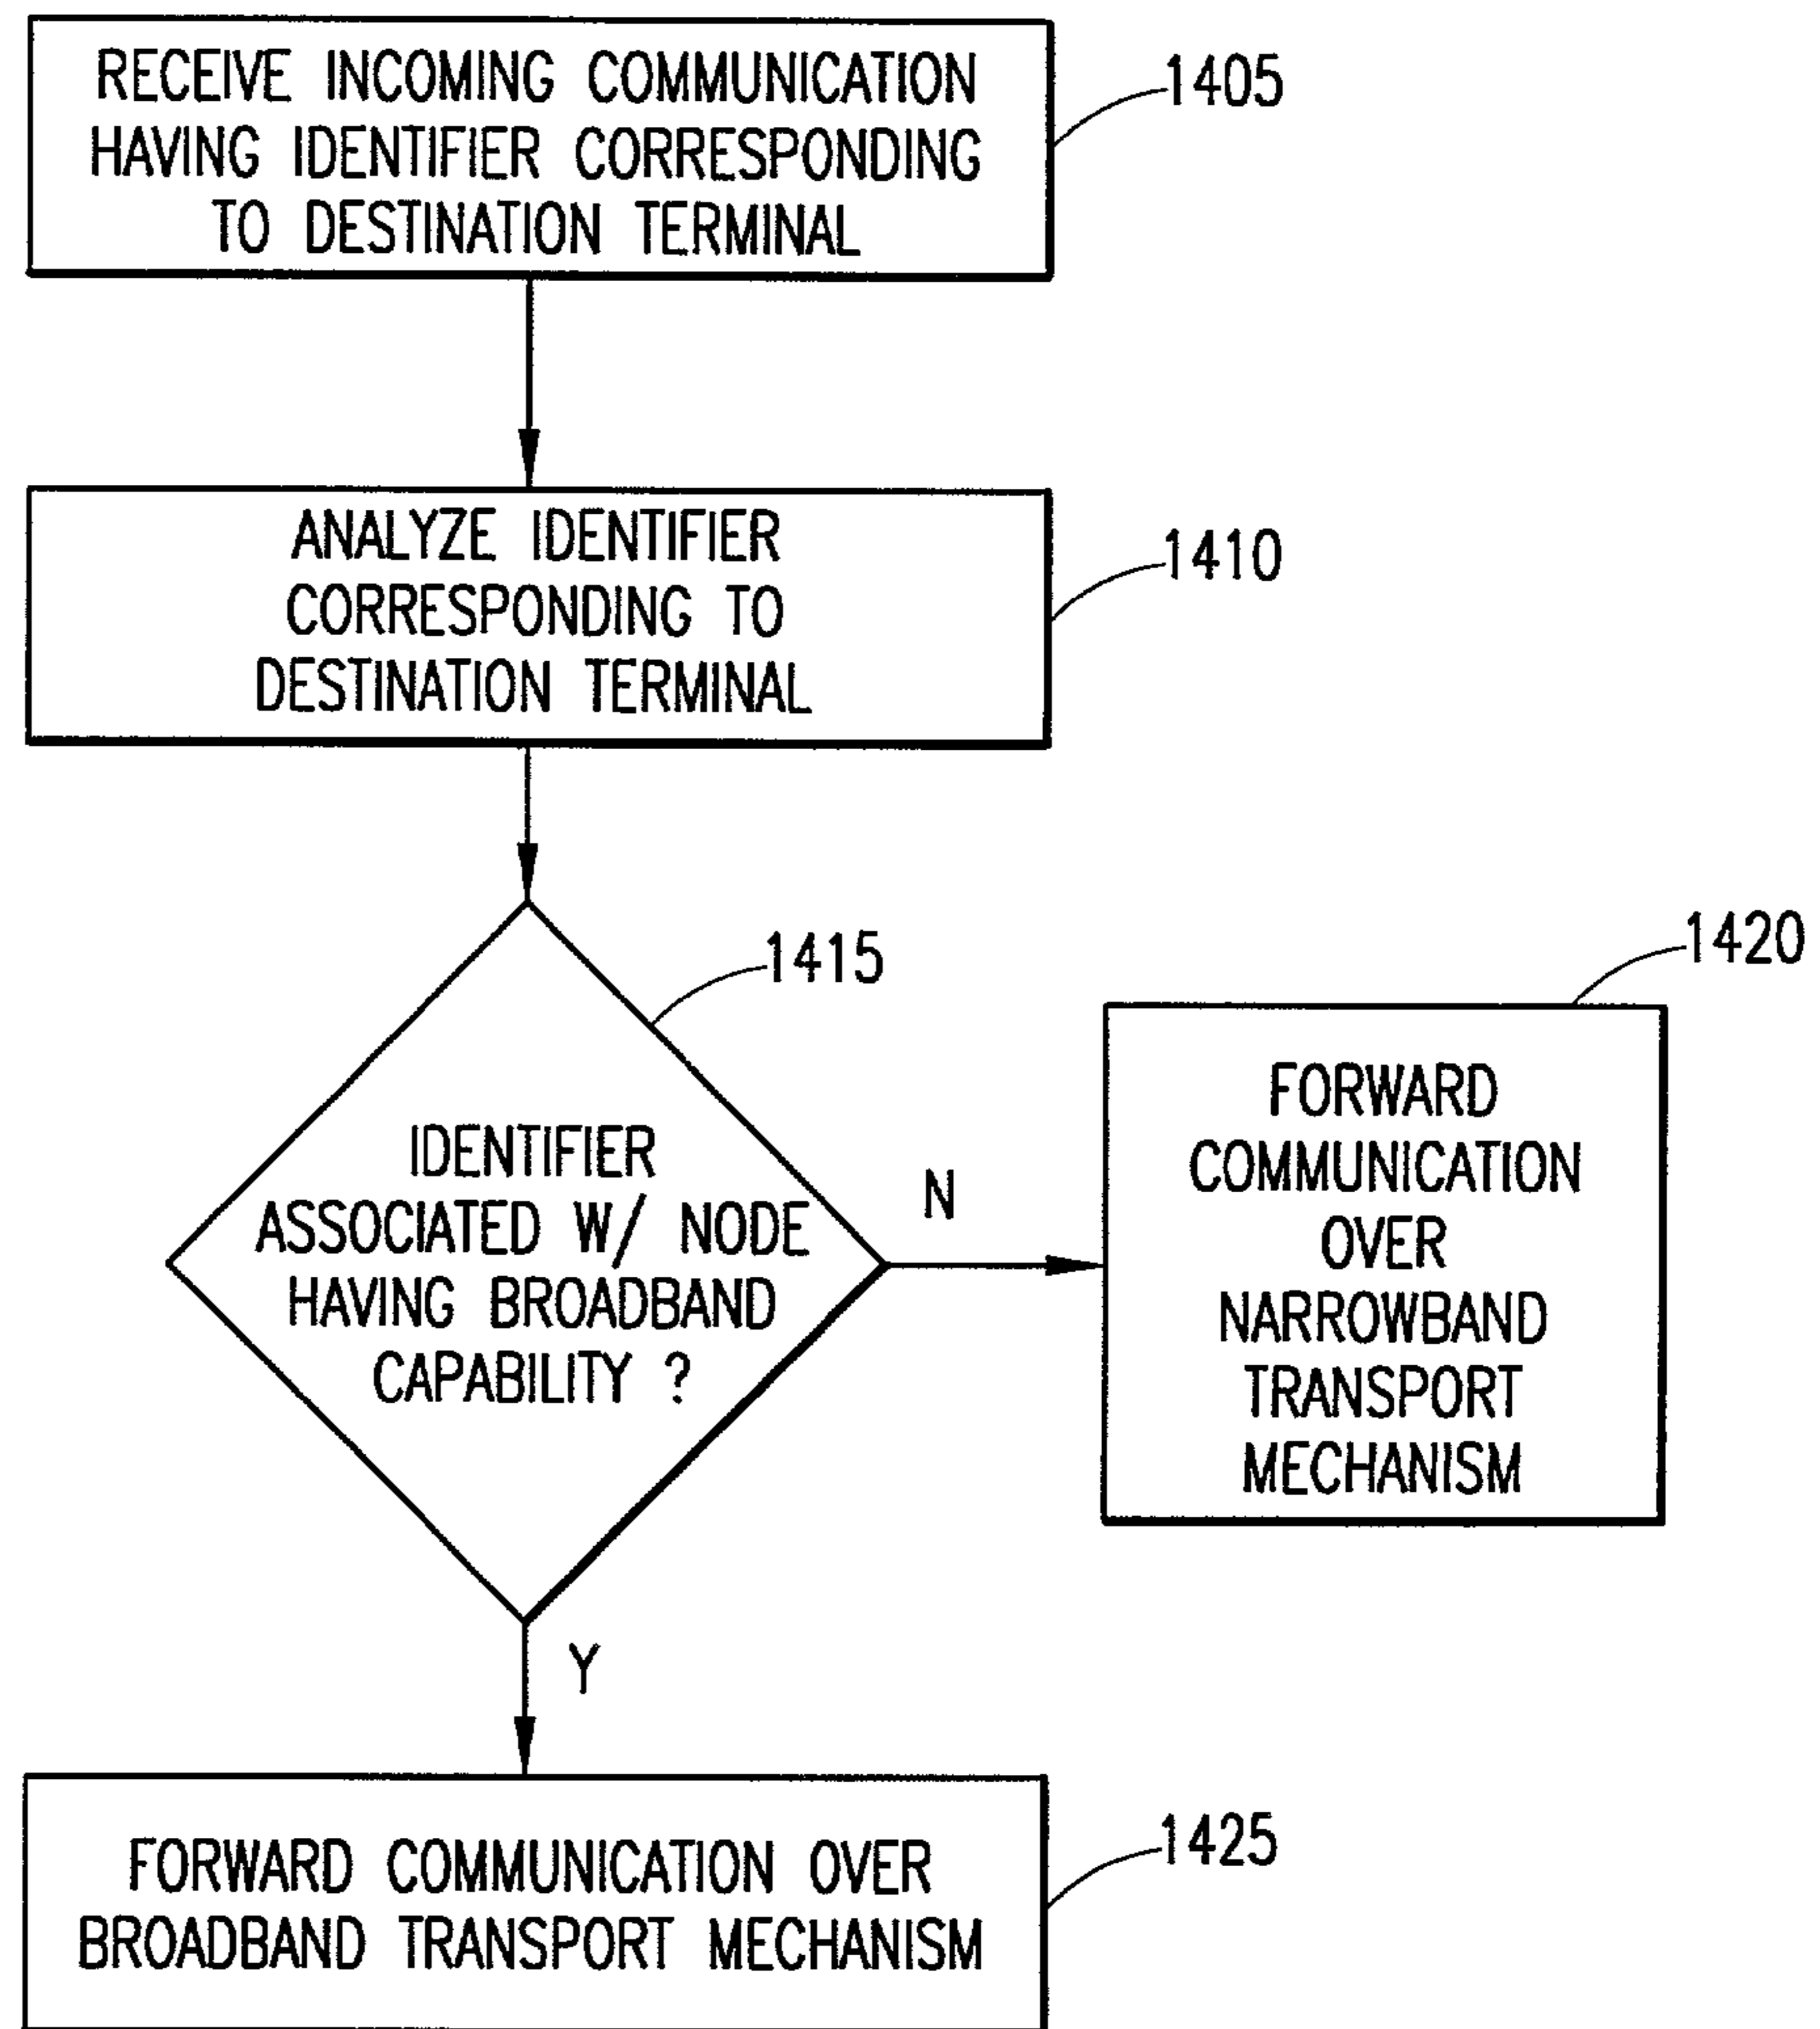 RECEIVE INCOMING COMMUNICATION
HAVING IDENTIFIER CORRESPONDING
TO DESTINATION TERMINAL
1405
ANALYZE IDENTIFIER
CORRESPONDING TO
DESTINATION TERMINAL
1410
IDENTIFIER
ASSOCIATED W/ NODE
HAVING BROADBAND
CAPABILITY ?
1415
N
1420
FORWARD
COMMUNICATION
OVER
NARROWBAND
TRANSPORT
MECHANISM
Y
FORWARD COMMUNICATION OVER
BROADBAND TRANSPORT MECHANISM
1425